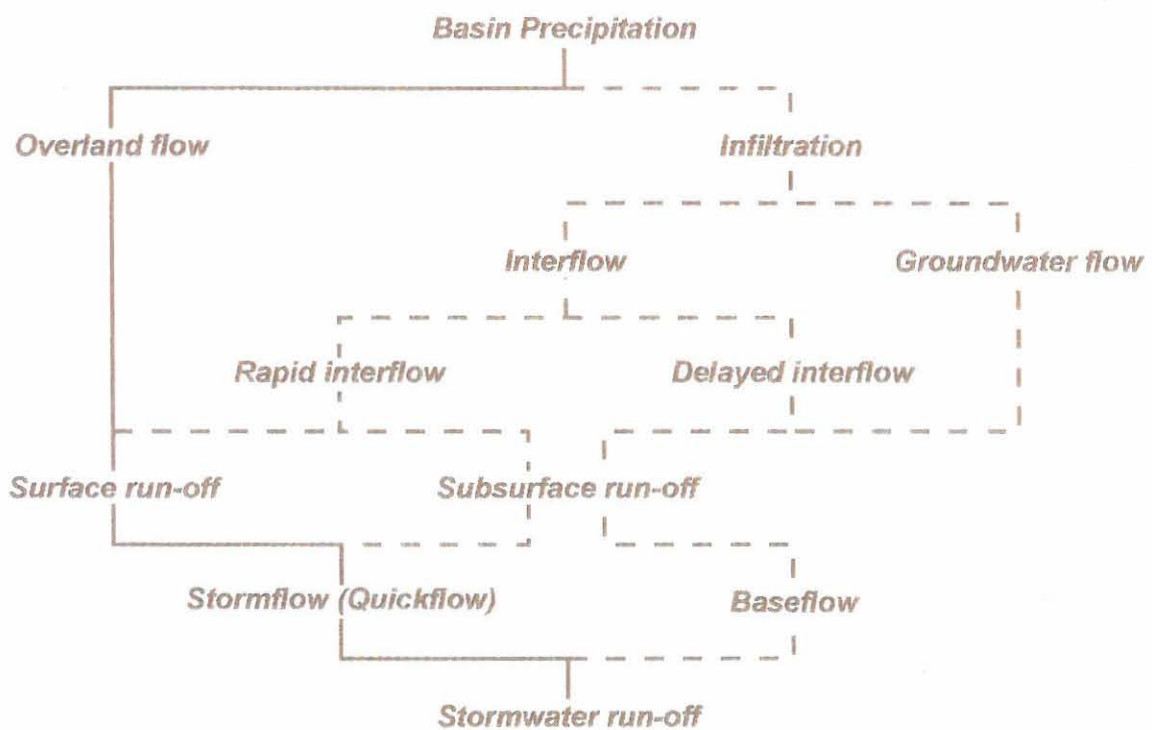 Basin Precipitation
Overland flow
Infiltration
Interflow
Groundwater flow
Rapid interflow
Delayed interflow
Surface run-off
Subsurface run-off
Stormflow (Quickflow)
Baseflow
Stormwater run-off